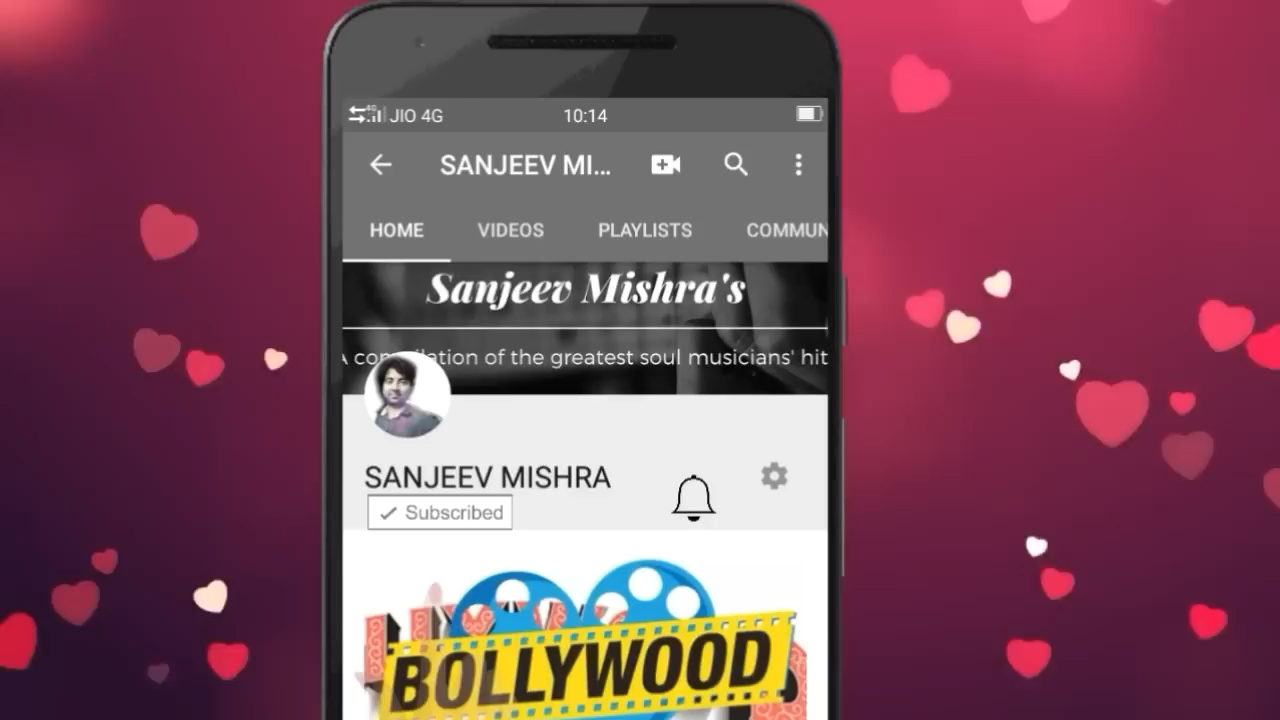 4G JIO 4G 10:14
SANJEEV MI...
HOME VIDEOS PLAYLISTS COMMUN
Sanjeev Mishra's
of the greatest soul musicians' hit
SANJEEV MISHRA
Subscribed
BOLLYWOOD